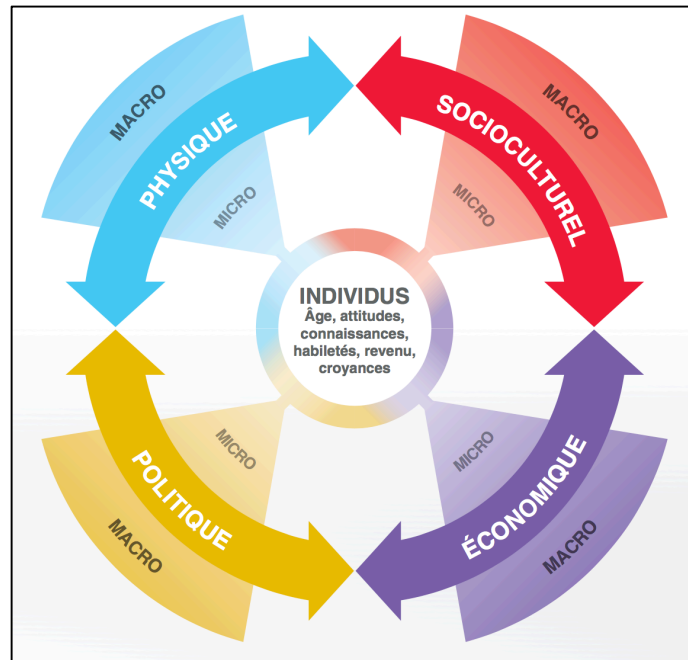 MACRO
PHYSIQUE
MICRO
MACRO
SOCIOCULTUREL
MICRO
INDIVIDUS
Âge, attitudes,
connaissances,
habiletés, revenu,
croyances
MICRO
POLITIQUE
MACRO
MICRO
ÉCONOMIQUE
MACRO